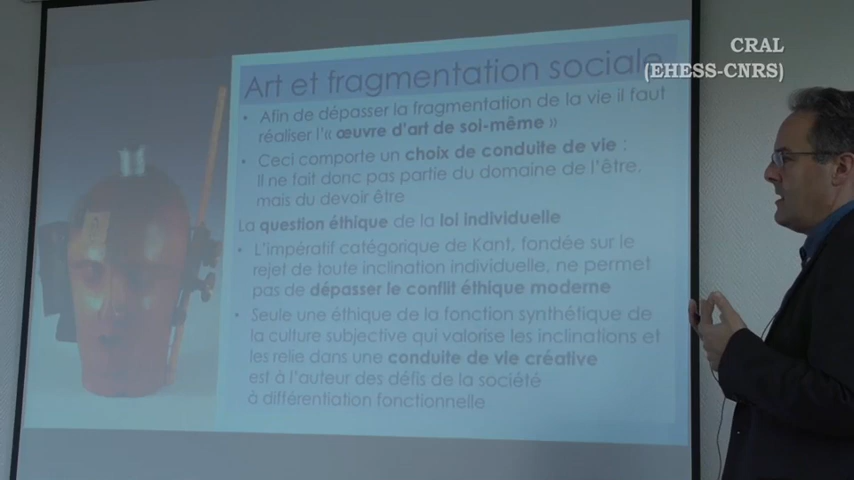 CRAL
(EHESS-CNRS)
Art et fragmentation sociale
• Afin de dépasser la fragmentation de la vie il faut
réaliser l'« œuvre d'art de soi-même »
• Ceci comporte un choix de conduite de vie :
Il ne fait donc pas partie du domaine de l'être,
mais du devoir être
La question éthique de la loi individuelle
• L'impératif catégorique de Kant, fondée sur le
rejet de toute inclination individuelle, ne permet
pas de dépasser le conflit éthique moderne
• Seule une éthique de la fonction synthétique de
la culture subjective qui valorise les inclinations et
les relie dans une conduite de vie créative
est à l'auteur des défis de la société
à différentiation fonctionnelle